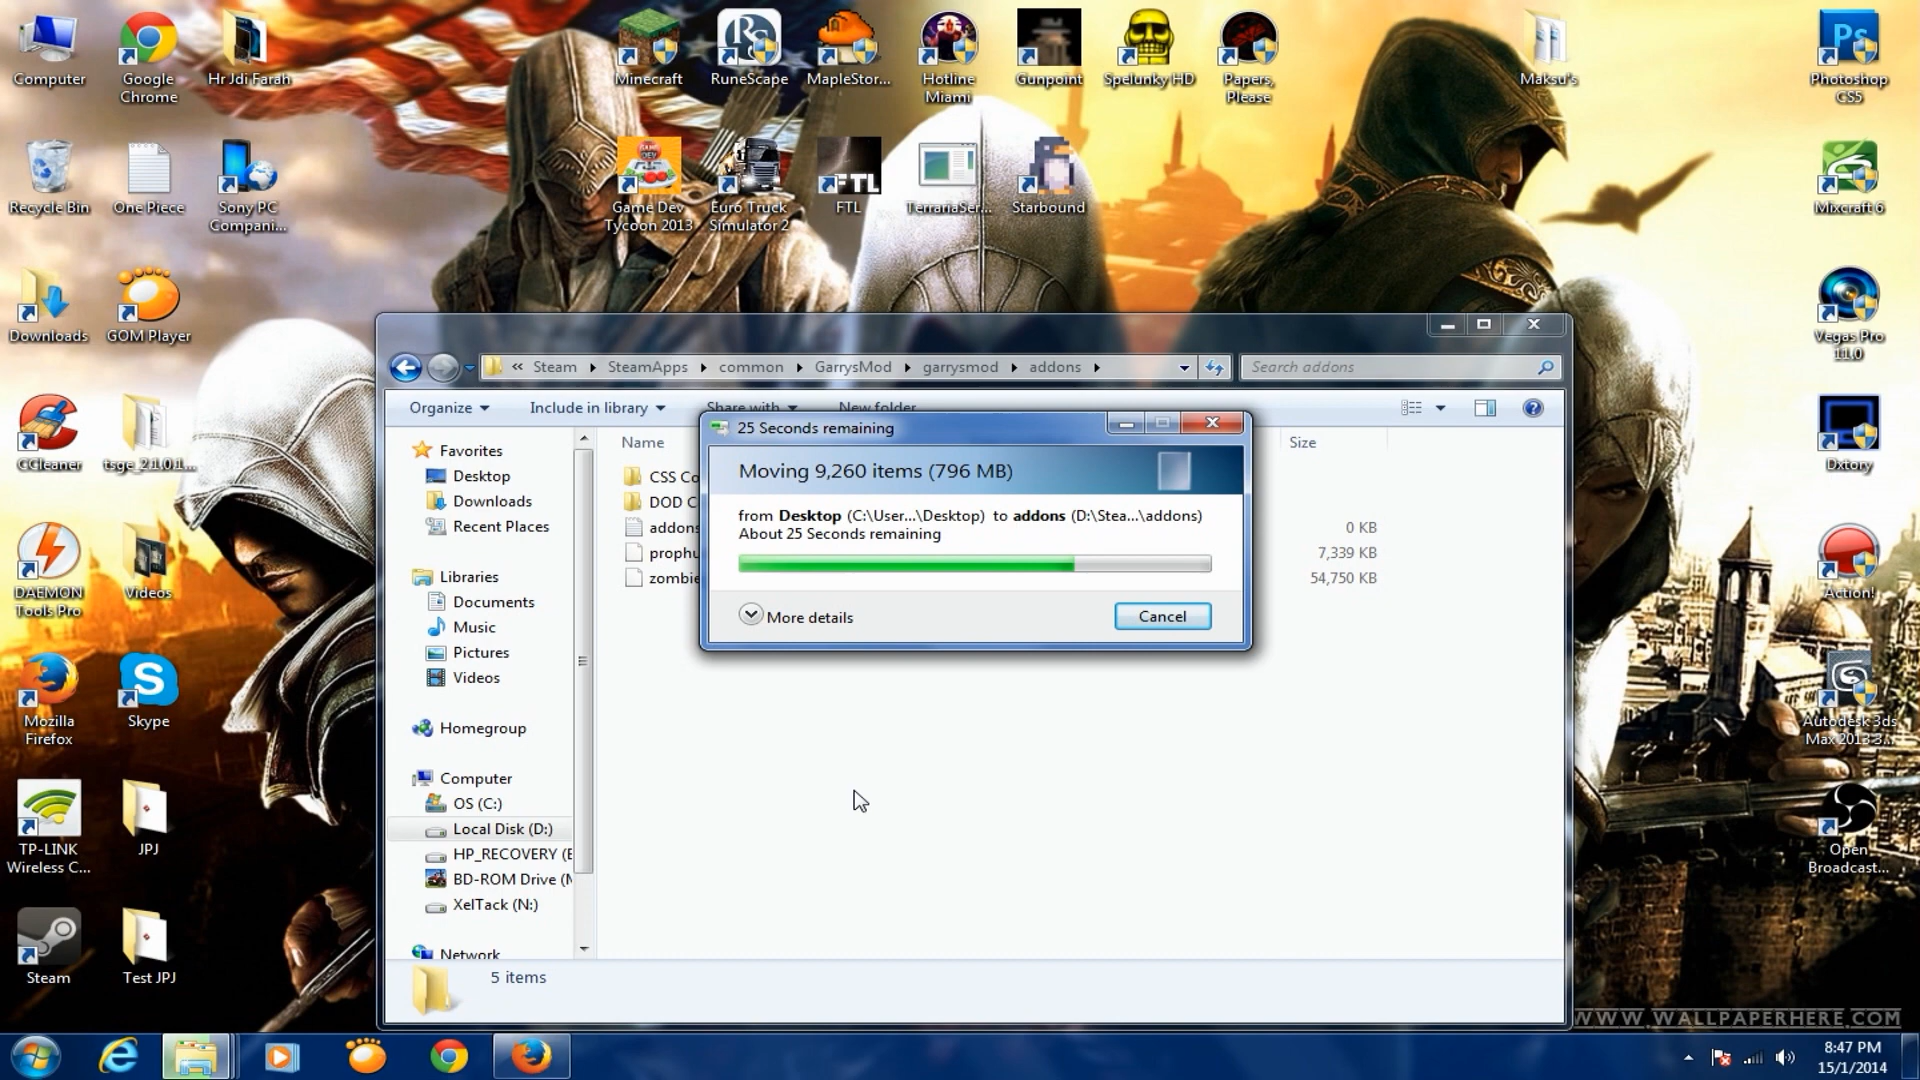 Computer
Google
Chrome
Hr Jdi Farah
Minecraft
RuneScape
MapleStor...
Hotline
Miami
Gunpoint
Spelunky HD
Papers,
Please
Maksu's
Ps
Photoshop
CS5
Recycle Bin
One Piece
Sony PC
Compani...
Game Dev
Tycoon 2013
Euro Truck
Simulator 2
FTL
FTL
TerrariaSer...
Starbound
Mixcraft 6
Downloads
GOM Player
Vegas Pro
11.0
CCleaner
tsge_2.1.0.1...
Dxtory
DAEMON
Tools Pro
Videos
Action!
Mozilla
Firefox
Skype
Autodesk 3ds
Max 2013 3...
TP-LINK
Wireless C...
JPJ
Open
Broadcast...
Steam
Test JPJ
« Steam SteamApps common GarrysMod garrysmod addons
Search addons
Organize Include in library Share with New folder
Favorites
Desktop
Downloads
Recent Places
Libraries
Documents
Music
Pictures
Videos
Homegroup
Computer
OS (C:)
Local Disk (D:)
HP_RECOVERY (E
BD-ROM Drive (M
XelTack (N:)
Network
Name Size
CSS Co
DOD C
addons 0 KB
prophu 7,339 KB
zombie 54,750 KB
25 Seconds remaining
Moving 9,260 items (796 MB)
from Desktop (C:\User...\Desktop) to addons (D:\Stea...\addons)
About 25 Seconds remaining
More details
Cancel
5 items
WWW.WALLPAPERHERE.COM
8:47 PM
15/1/2014